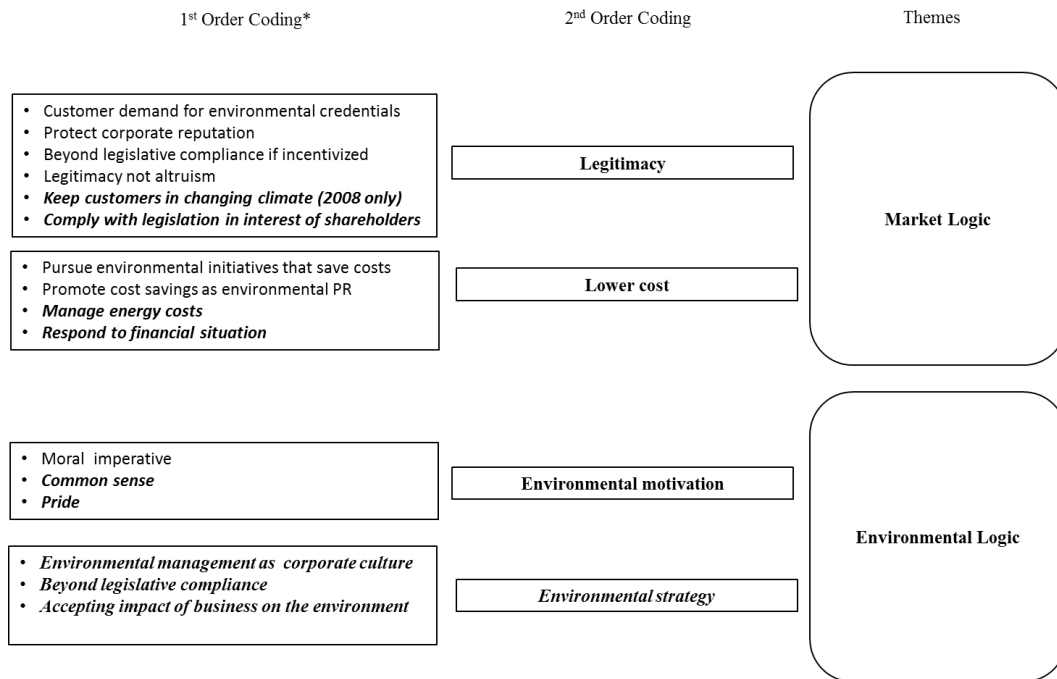 1st Order Coding*
2nd Order Coding
Themes
• Customer demand for environmental credentials
• Protect corporate reputation
• Beyond legislative compliance if incentivized
• Legitimacy not altruism
• Keep customers in changing climate (2008 only)
• Comply with legislation in interest of shareholders
Legitimacy
Market Logic
• Pursue environmental initiatives that save costs
• Promote cost savings as environmental PR
• Manage energy costs
• Respond to financial situation
Lower cost
• Moral imperative
• Common sense
• Pride
Environmental motivation
Environmental Logic
• Environmental management as corporate culture
• Beyond legislative compliance
• Accepting impact of business on the environment
Environmental strategy